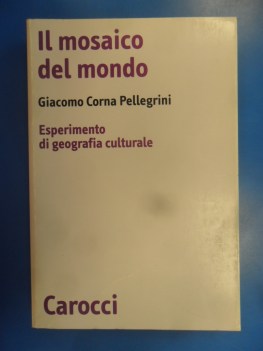 Il mosaico
del mondo
Giacomo Corna Pellegrini
Esperimento
di geografia culturale
Carocci